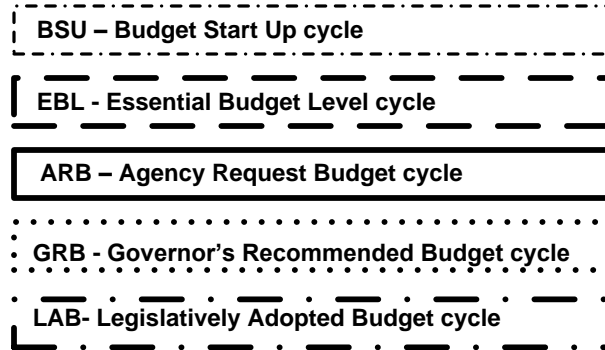 BSU – Budget Start Up cycle
EBL - Essential Budget Level cycle
ARB – Agency Request Budget cycle
GRB - Governor's Recommended Budget cycle
LAB- Legislatively Adopted Budget cycle